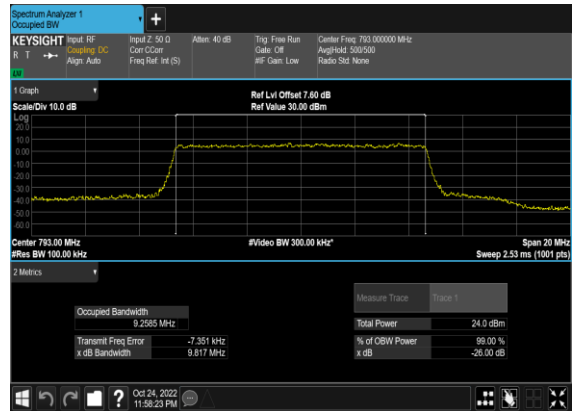 Spectrum Analyzer 1
Occupied BW
+
KEYSIGHT Input: RF Input Z: 50 Ω Atten: 40 dB Trig: Free Run Center Freq: 793.000000 MHz
R T Coupling: DC Corr CCorr Gate: Off Avg|Hold: 500/500
Align: Auto Freq Ref: Int (S) #IF Gain: Low Radio Std: None
LV
1 Graph Ref Lvl Offset 7.60 dB
Scale/Div 10.0 dB Ref Value 30.00 dBm
Log
20.0
10.0
0.00
-10.0
-20.0
-30.0
-40.0
-50.0
-60.0
Center 793.00 MHz #Video BW 300.00 kHz* Span 20 MHz
#Res BW 100.00 kHz Sweep 2.53 ms (1001 pts)
2 Metrics
Measure Trace Trace 1
Occupied Bandwidth
9.2585 MHz Total Power 24.0 dBm
Transmit Freq Error -7.351 kHz % of OBW Power 99.00 %
x dB Bandwidth 9.817 MHz x dB -26.00 dB
? Oct 24, 2022
11:58:23 PM